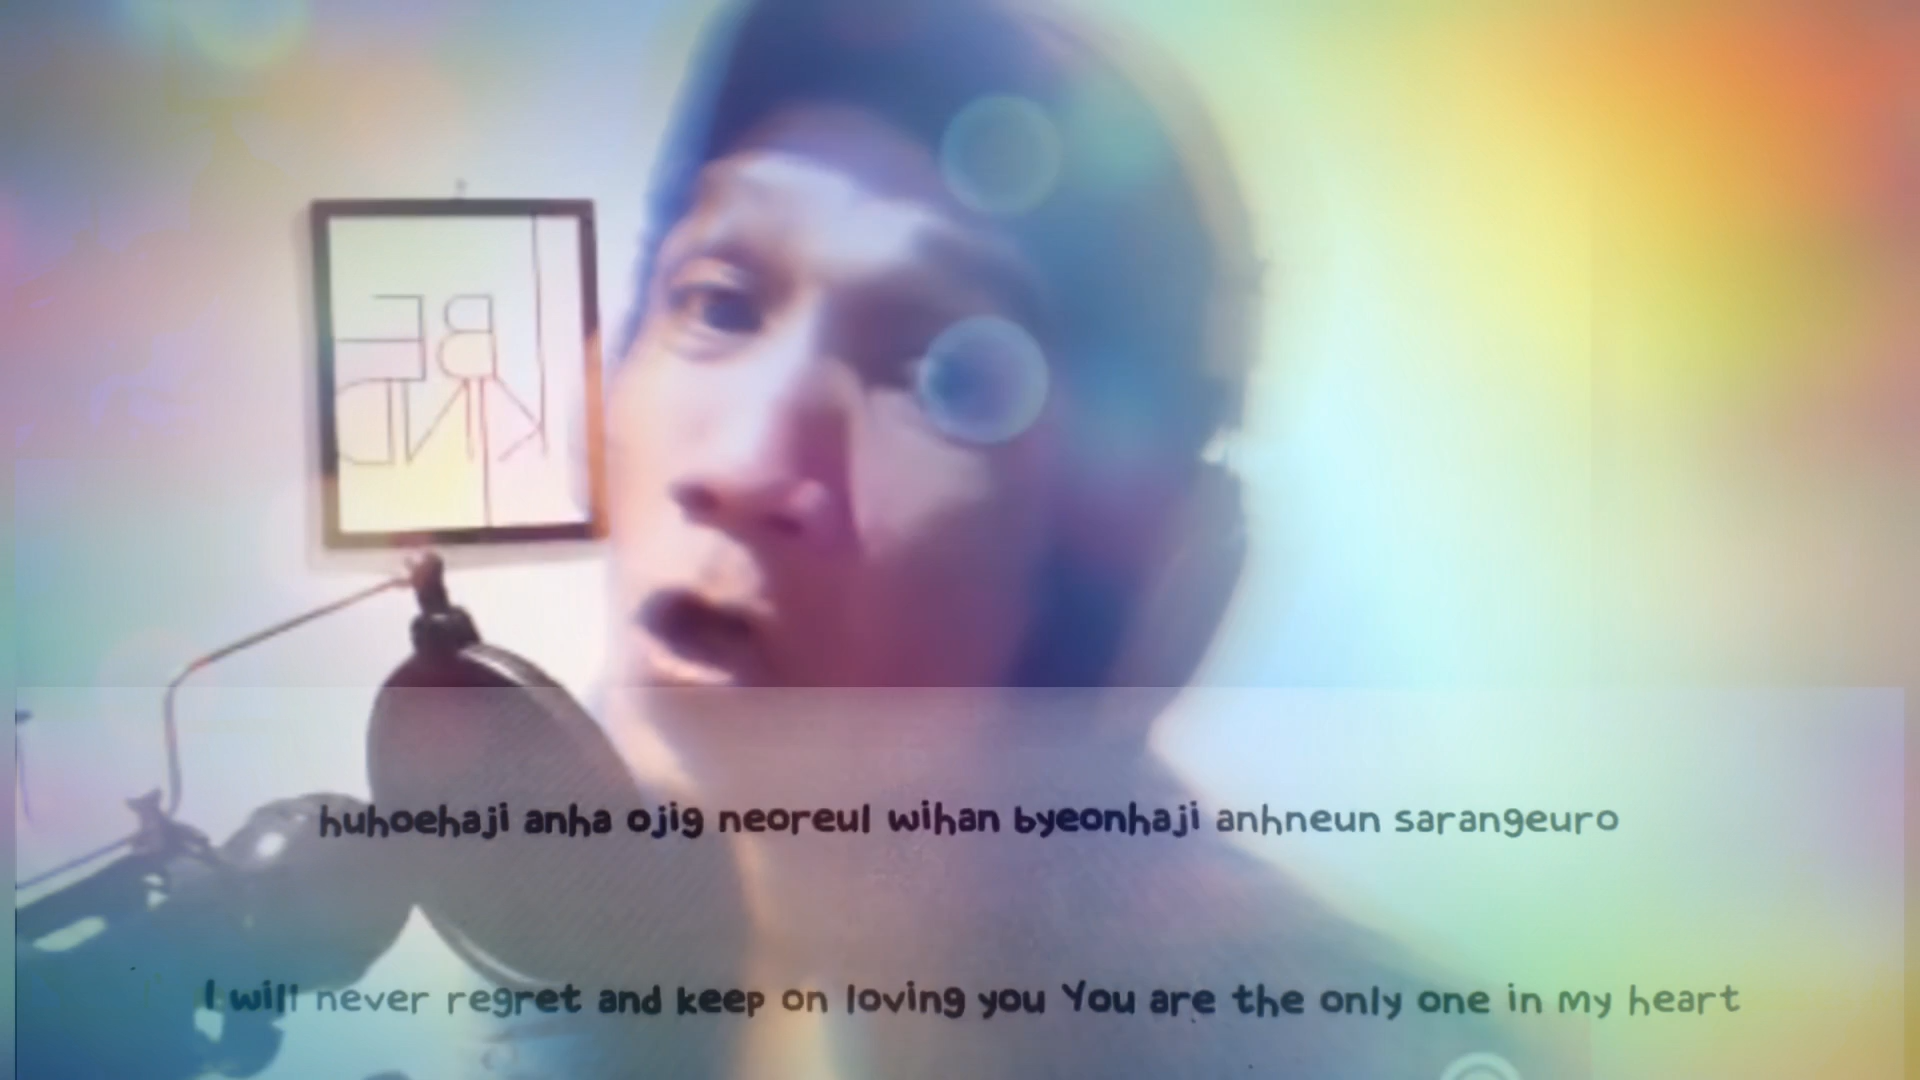 BE
KIND
huhoehaji anha ojig neoreul wihan byeonhaji anhneun sarangeuro
I will never regret and keep on loving you You are the only one in my heart